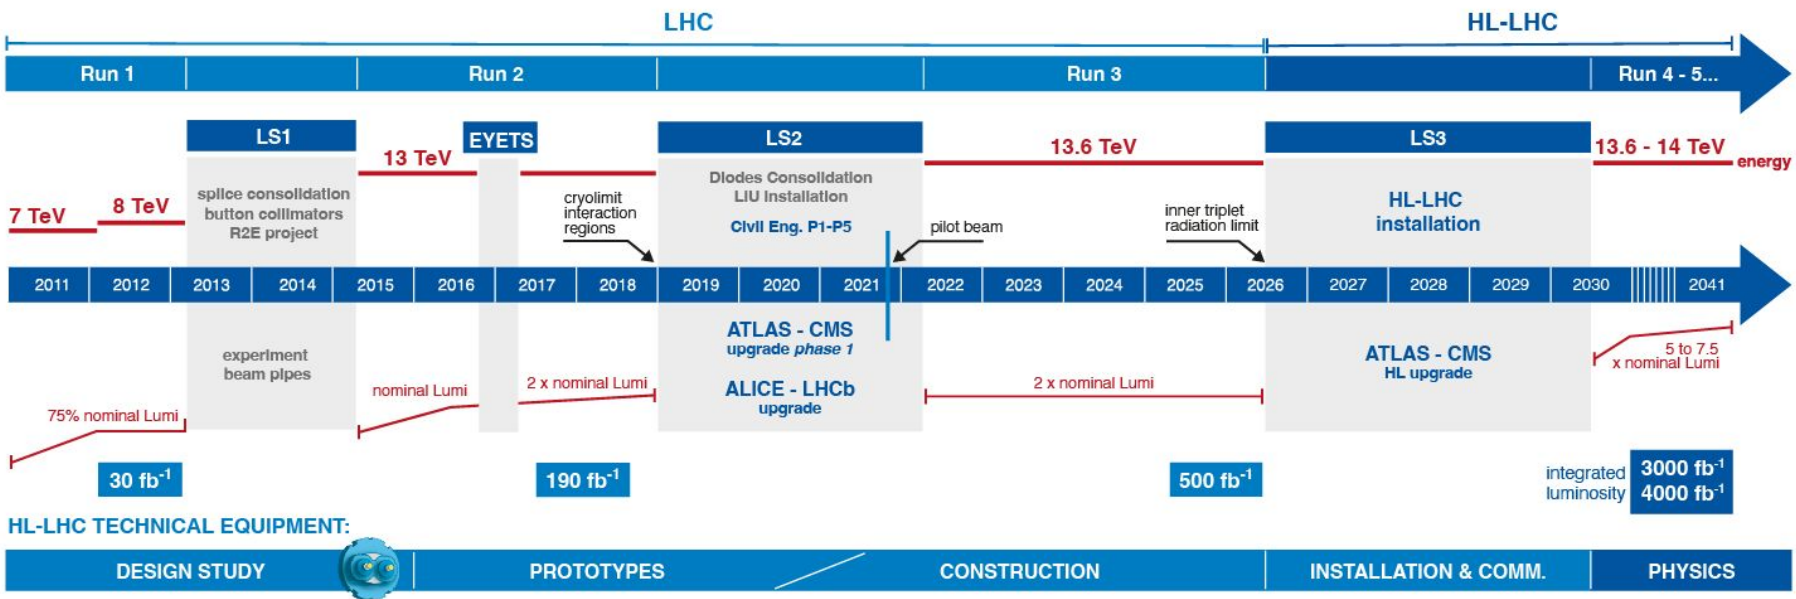 LHC
HL-LHC
Run 1
Run 2
Run 3
Run 4 - 5...
LS1
EYETS
LS2
LS3
7 TeV
8 TeV
13 TeV
13.6 TeV
13.6 - 14 TeV
energy
splice consolidation
button collimators
R2E project
cryolimit
interaction
regions
Diodes Consolidation
LIU Installation
Civil Eng. P1-P5
pilot beam
inner triplet
radiation limit
HL-LHC
installation
2011 2012 2013 2014 2015 2016 2017 2018 2019 2020 2021 2022 2023 2024 2025 2026 2027 2028 2029 2030 2041
experiment
beam pipes
ATLAS - CMS
upgrade phase 1
ALICE - LHCb
upgrade
ATLAS - CMS
HL upgrade
75% nominal Lumi
nominal Lumi
2 x nominal Lumi
2 x nominal Lumi
5 to 7.5
x nominal Lumi
30 fb⁻¹
190 fb⁻¹
500 fb⁻¹
integrated
luminosity
3000 fb⁻¹
4000 fb⁻¹
HL-LHC TECHNICAL EQUIPMENT:
DESIGN STUDY
PROTOTYPES
CONSTRUCTION
INSTALLATION & COMM.
PHYSICS